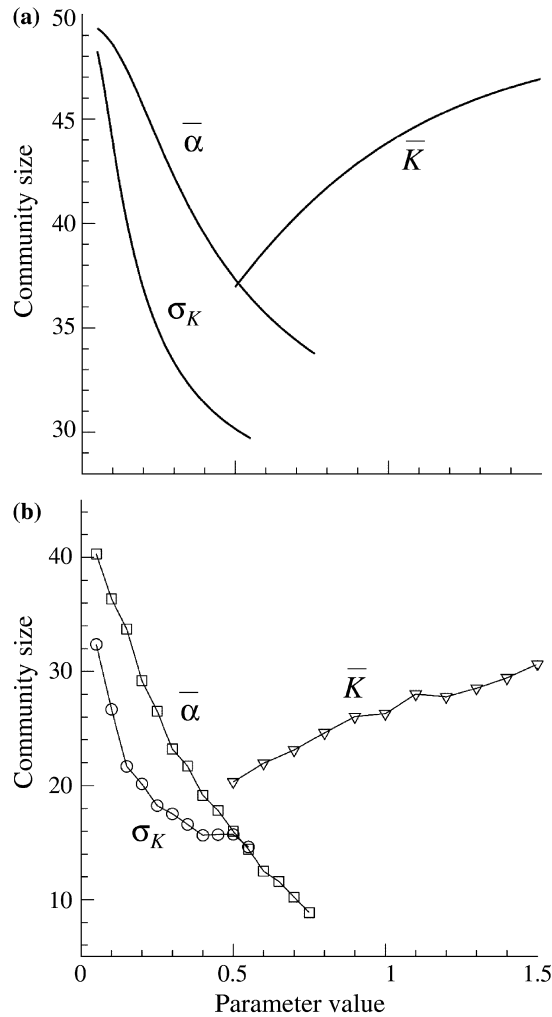 (a)
50
45
40
35
30
Community size
α̅
K̅
σ_K
(b)
40
30
20
10
Community size
α̅
K̅
σ_K
0
0.5
1
1.5
Parameter value